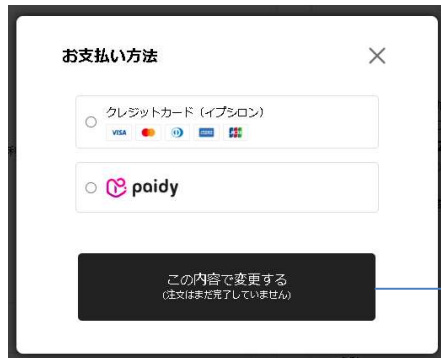 お支払い方法
クレジットカード（イプシロン）
VISA
paidy
この内容で変更する
(注文はまだ完了していません)